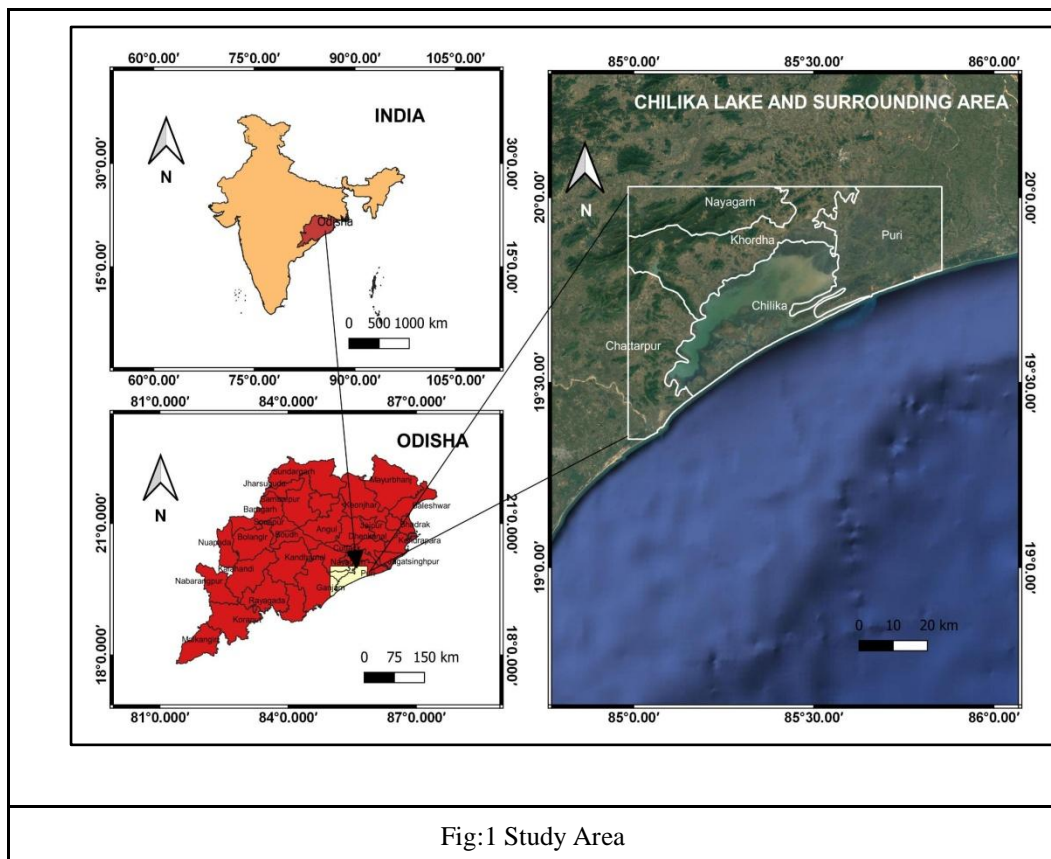 60°0.00′ 75°0.00′ 90°0.00′ 105°0.00′
INDIA
N
30°0.00′
30°0.00′
15°0.00′
15°0.00′
Odisha
0 500 1000 km
60°0.00′ 75°0.00′ 90°0.00′ 105°0.00′
81°0.000′ 84°0.000′ 87°0.000′
ODISHA
N
21°0.000′
21°0.000′
18°0.000′
18°0.000′
Sundargarh
Jharsuguda
Sambalpur
Bargarh
Sonapur
Nuapada
Bolangir
Boudh
Angul
Mayurbhanj
Baleshwar
Jajpur
Bhadrak
Dhenkanal
Kendrapara
Kandhamal
Kalahandi
Nabarangpur
Ganjam
Rayagada
Koraput
Malkangiri
0 75 150 km
81°0.000′ 84°0.000′ 87°0.000′
85°0.00′ 85°30.00′ 86°0.00′
CHILIKA LAKE AND SURROUNDING AREA
N
20°0.00′
20°0.00′
19°30.00′
19°30.00′
19°0.00′
19°0.00′
Nayagarh
Khordha
Puri
Chilika
Chattarpur
0 10 20 km
85°0.00′ 85°30.00′ 86°0.00′
Fig:1 Study Area